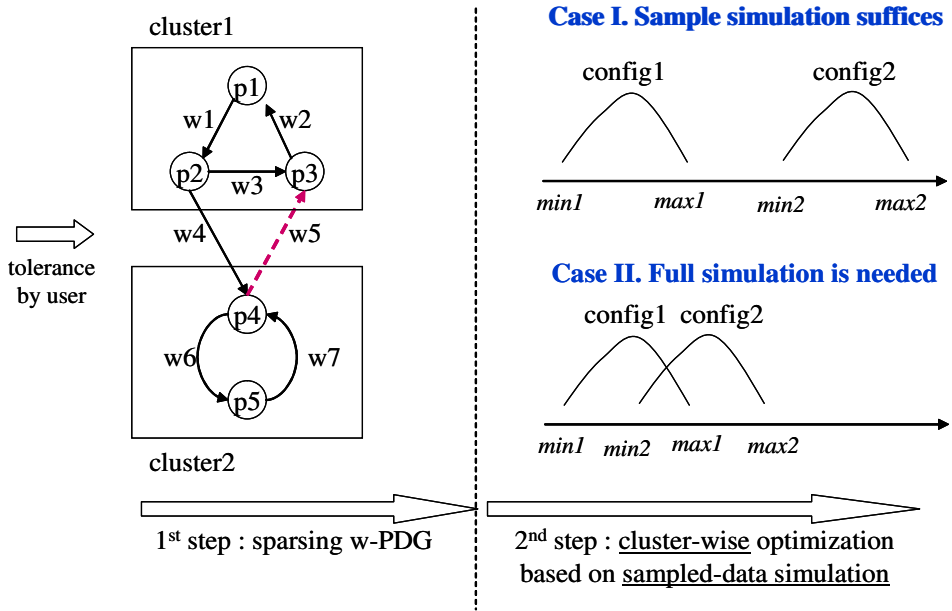 cluster1
p1
w1
w2
p2
w3
p3
w4
w5
tolerance
by user
p4
w6
w7
p5
cluster2
1st step : sparsing w-PDG
Case I. Sample simulation suffices
config1
config2
min1
max1
min2
max2
Case II. Full simulation is needed
config1
config2
min1
min2
max1
max2
2nd step : cluster-wise optimization
based on sampled-data simulation